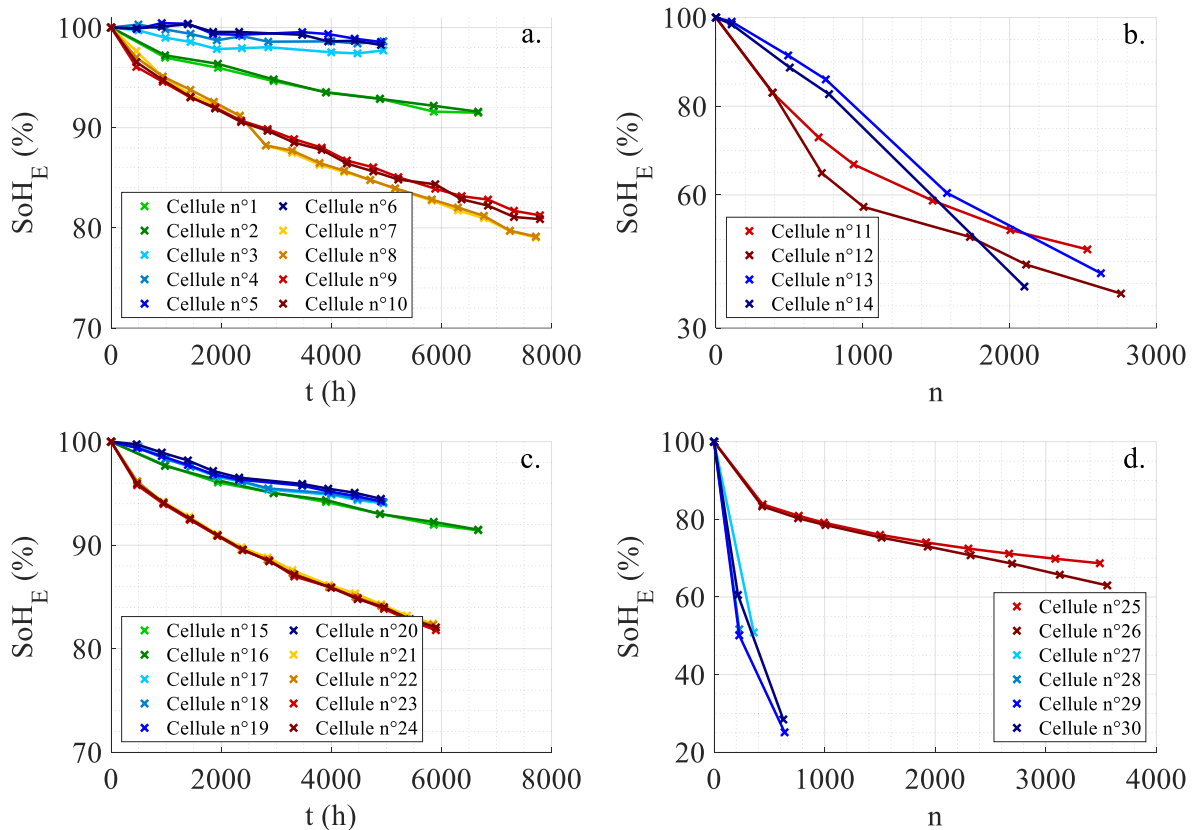 a.
100
90
80
70
SoH_E (%)
0 2000 4000 6000 8000
t (h)
Cellule n°1 Cellule n°6
Cellule n°2 Cellule n°7
Cellule n°3 Cellule n°8
Cellule n°4 Cellule n°9
Cellule n°5 Cellule n°10
b.
100
80
60
30
SoH_E (%)
0 1000 2000 3000
n
Cellule n°11
Cellule n°12
Cellule n°13
Cellule n°14
c.
100
90
80
70
SoH_E (%)
0 2000 4000 6000 8000
t (h)
Cellule n°15 Cellule n°20
Cellule n°16 Cellule n°21
Cellule n°17 Cellule n°22
Cellule n°18 Cellule n°23
Cellule n°19 Cellule n°24
d.
100
80
60
40
20
SoH_E (%)
0 1000 2000 3000 4000
n
Cellule n°25
Cellule n°26
Cellule n°27
Cellule n°28
Cellule n°29
Cellule n°30